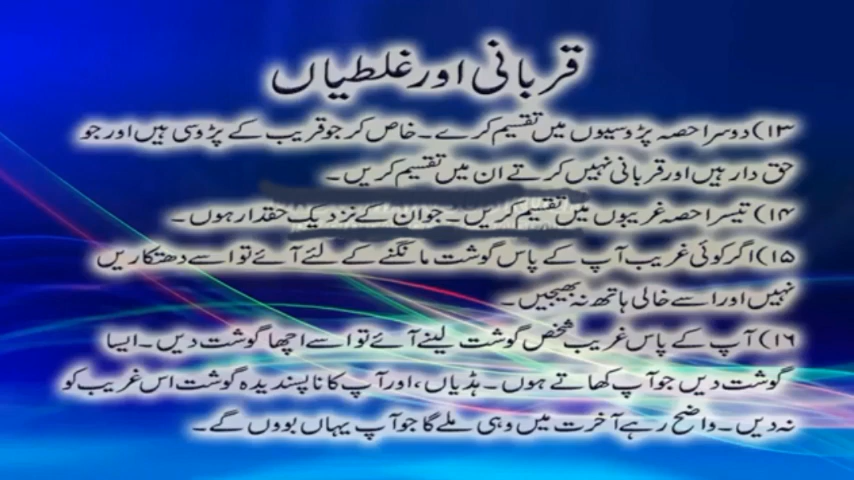 قربانی اور غلطیاں
۱۳) دوسرا حصہ پڑوسیوں میں تقسیم کرے۔ خاص کر جو قریب کے پڑوسی ہیں اور جو
حق دار ہیں اور قربانی نہیں کرتے ان میں تقسیم کریں۔
۱۴) تیسرا حصہ غریبوں میں تقسیم کریں۔ جو ان کے نزدیک حقدار ہوں۔
۱۵) اگر کوئی غریب آپ کے پاس گوشت مانگنے کے لئے آئے تو اسے دھتکاریں
نہیں اور اسے خالی ہاتھ نہ بھیجیں۔
۱۶) آپ کے پاس غریب شخص گوشت لینے آئے تو اسے اچھا گوشت دیں۔ ایسا
گوشت دیں جو آپ کھاتے ہوں۔ ہڈیاں، اور آپ کا ناپسندیدہ گوشت اس غریب کو
نہ دیں۔ واضح رہے آخرت میں وہی ملے گا جو آپ یہاں بووں گے۔